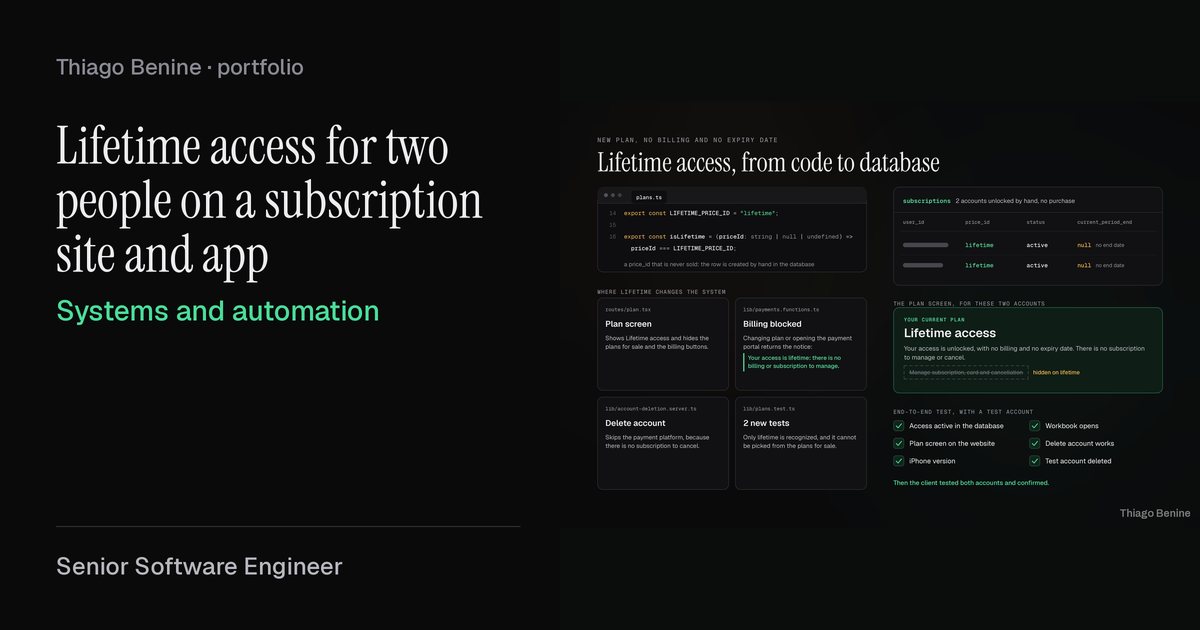 Thiago Benine · portfolio
Lifetime access for two
people on a subscription
site and app
Systems and automation
Senior Software Engineer
NEW PLAN, NO BILLING AND NO EXPIRY DATE
Lifetime access, from code to database
plans.ts
14 export const LIFETIME_PRICE_ID = "lifetime";
15
16 export const isLifetime = (priceId: string | null | undefined) =>
priceId === LIFETIME_PRICE_ID;
a price_id that is never sold: the row is created by hand in the database
WHERE LIFETIME CHANGES THE SYSTEM
routes/plan.tsx
Plan screen
Shows Lifetime access and hides the
plans for sale and the billing buttons.
lib/payments.functions.ts
Billing blocked
Changing plan or opening the payment
portal returns the notice:
Your access is lifetime: there is no
billing or subscription to manage.
lib/account-deletion.server.ts
Delete account
Skips the payment platform, because
there is no subscription to cancel.
lib/plans.test.ts
2 new tests
Only lifetime is recognized, and it cannot
be picked from the plans for sale.
subscriptions 2 accounts unlocked by hand, no purchase
user_id price_id status current_period_end
lifetime active null no end date
lifetime active null no end date
THE PLAN SCREEN, FOR THESE TWO ACCOUNTS
YOUR CURRENT PLAN
Lifetime access
Your access is unlocked, with no billing and no expiry date. There is no subscription
to manage or cancel.
Manage subscription, card and cancellation hidden on lifetime
END-TO-END TEST, WITH A TEST ACCOUNT
Access active in the database Workbook opens
Plan screen on the website Delete account works
iPhone version Test account deleted
Then the client tested both accounts and confirmed.
Thiago Benine